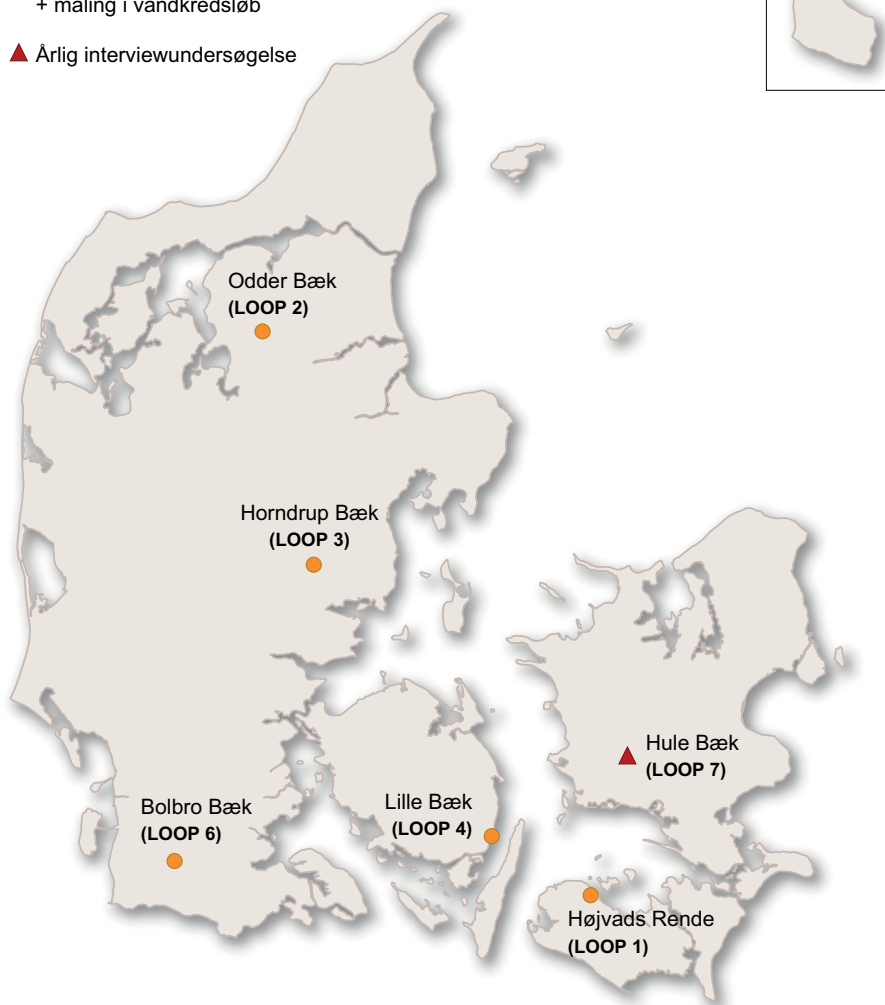 + måling i vandkredsløb
Årlig interviewundersøgelse
Odder Bæk
(LOOP 2)
Horndrup Bæk
(LOOP 3)
Hule Bæk
(LOOP 7)
Bolbro Bæk
(LOOP 6)
Lille Bæk
(LOOP 4)
Højvads Rende
(LOOP 1)